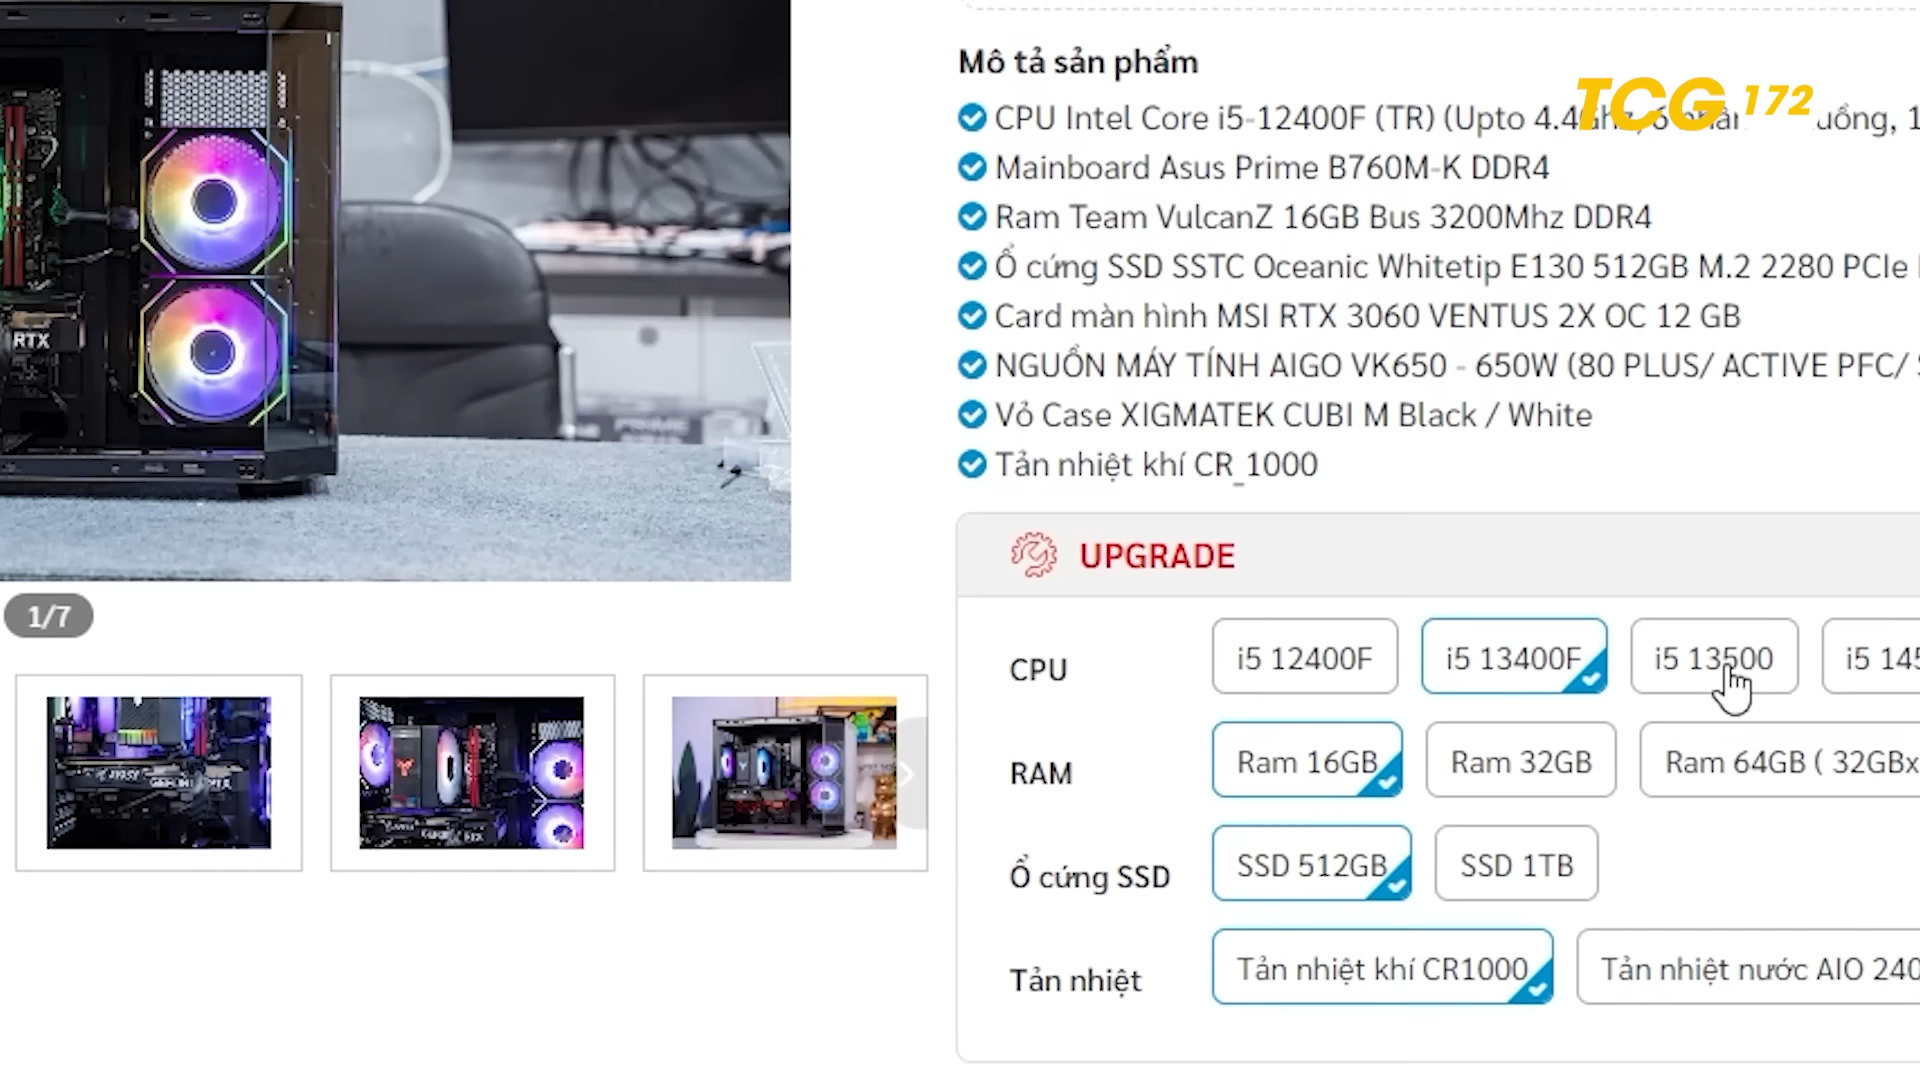 Mô tả sản phẩm
TCG 172
CPU Intel Core i5-12400F (TR) (Upto 4.4Ghz, 6 nhân
Mainboard Asus Prime B760M-K DDR4
Ram Team VulcanZ 16GB Bus 3200Mhz DDR4
Ổ cứng SSD SSTC Oceanic Whitetip E130 512GB M.2 2280 PCIe
Card màn hình MSI RTX 3060 VENTUS 2X OC 12 GB
NGUỒN MÁY TÍNH AIGO VK650 - 650W (80 PLUS/ ACTIVE PFC/
Vỏ Case XIGMATEK CUBI M Black / White
Tản nhiệt khí CR_1000
RTX
1/7
UPGRADE
CPU
i5 12400F
i5 13400F
i5 13500
i5 145
RAM
Ram 16GB
Ram 32GB
Ram 64GB ( 32GBx
Ổ cứng SSD
SSD 512GB
SSD 1TB
Tản nhiệt
Tản nhiệt khí CR1000
Tản nhiệt nước AIO 240